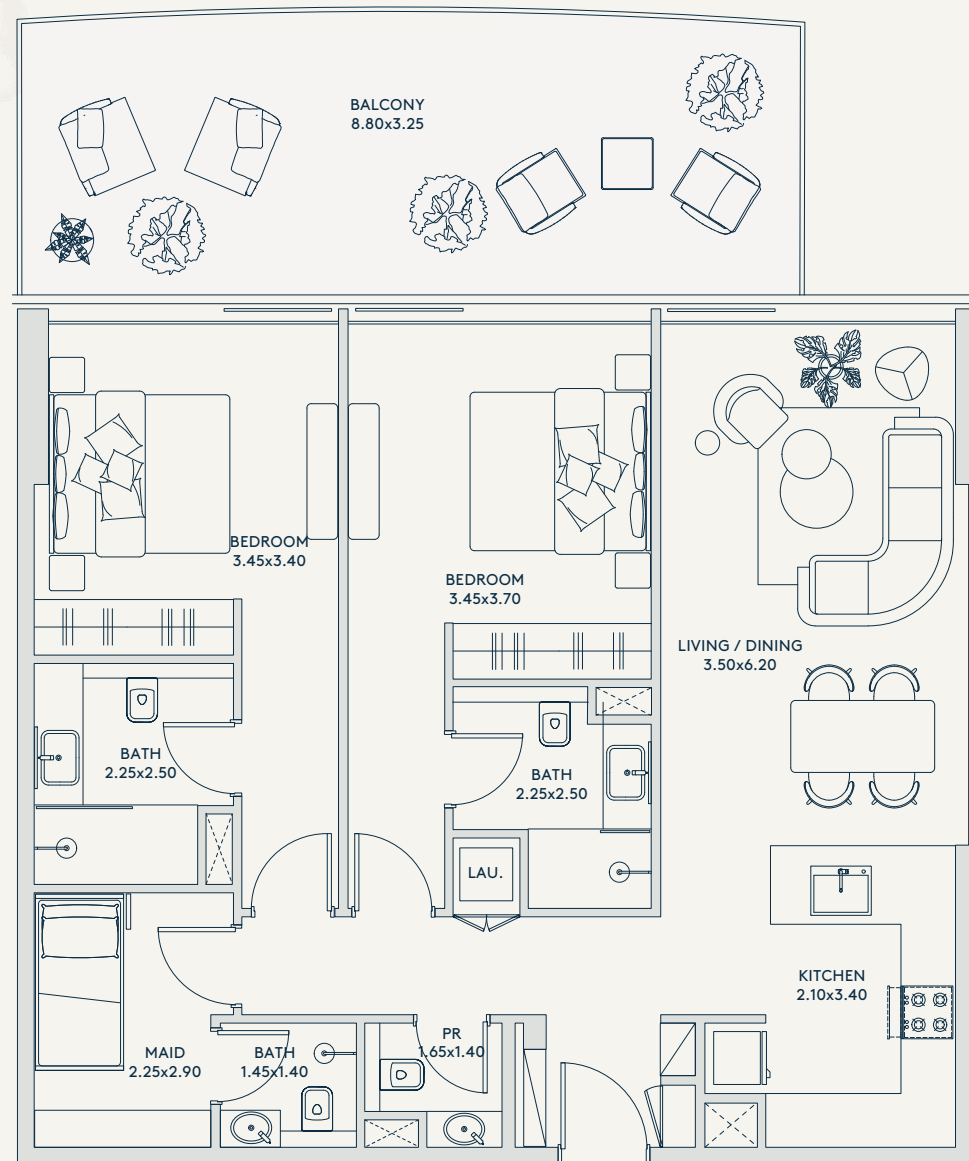 BALCONY
8.80x3.25
BEDROOM
3.45x3.40
BEDROOM
3.45x3.70
LIVING / DINING
3.50x6.20
BATH
2.25x2.50
BATH
2.25x2.50
LAU.
KITCHEN
2.10x3.40
MAID
2.25x2.90
BATH
1.45x1.40
PR
1.65x1.40